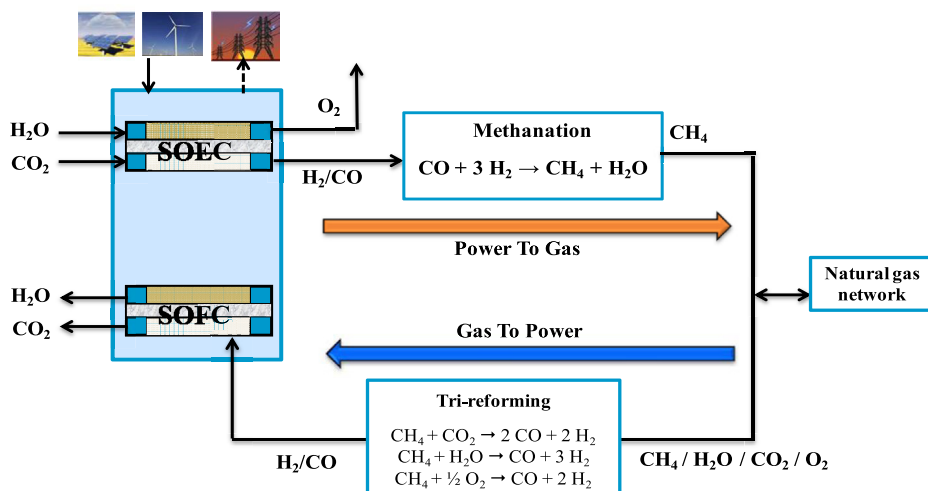 O₂
H₂O
SOEC
CO₂
H₂/CO
Methanation
CO + 3 H₂ → CH₄ + H₂O
CH₄
Power To Gas
Natural gas
network
H₂O
SOFC
CO₂
Gas To Power
Tri-reforming
CH₄ + CO₂ → 2 CO + 2 H₂
CH₄ + H₂O → CO + 3 H₂
CH₄ + ½ O₂ → CO + 2 H₂
H₂/CO
CH₄ / H₂O / CO₂ / O₂